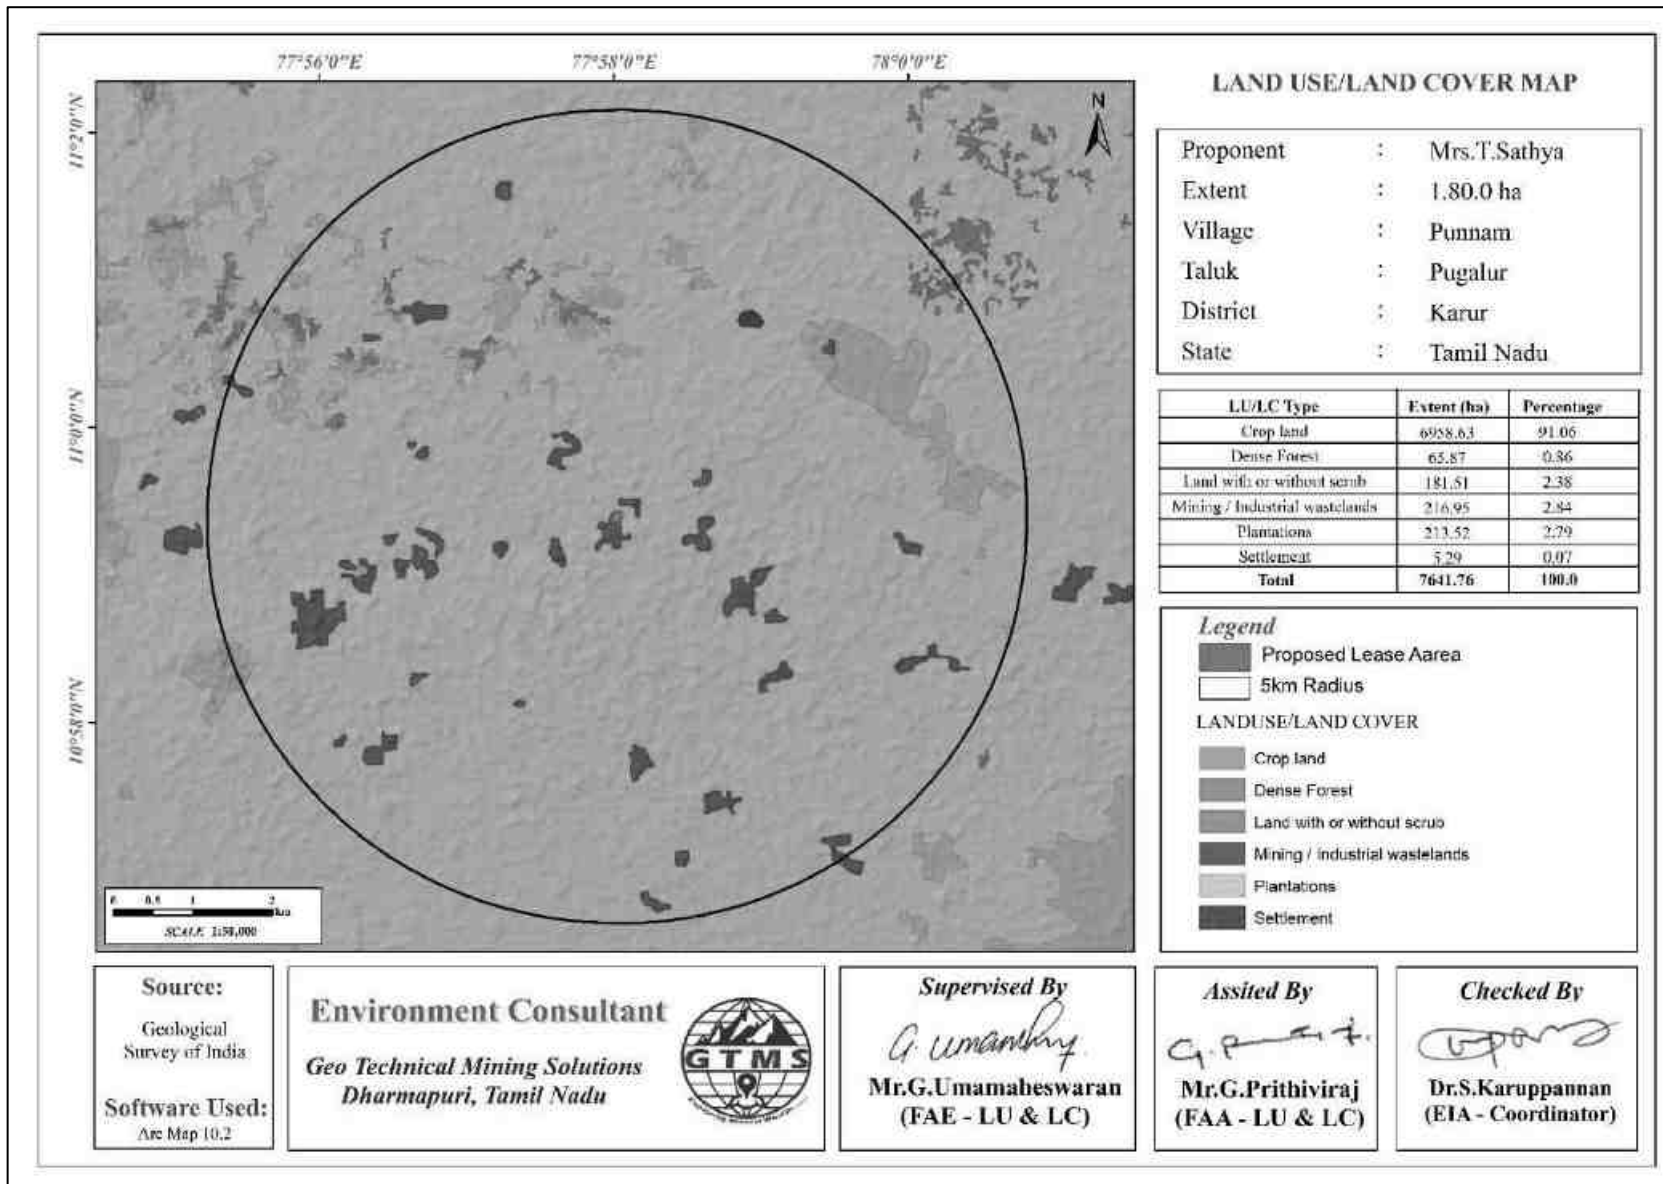 77°56'0"E 77°58'0"E 78°0'0"E
11°2'0"N
11°0'0"N
10°58'0"N
N
0 0.5 1 2
SCALE 1:50,000
LAND USE/LAND COVER MAP
Proponent : Mrs.T.Sathya
Extent : 1.80.0 ha
Village : Punnam
Taluk : Pugalur
District : Karur
State : Tamil Nadu
LU/LC Type Extent (ha) Percentage
Crop land 6958.63 91.06
Dense Forest 65.87 0.86
Land with or without scrub 181.51 2.38
Mining / Industrial wastelands 216.95 2.84
Plantations 213.52 2.79
Settlement 5.29 0.07
Total 7641.76 100.0
Legend
Proposed Lease Aarea
5km Radius
LANDUSE/LAND COVER
Crop land
Dense Forest
Land with or without scrub
Mining / Industrial wastelands
Plantations
Settlement
Source:
Geological
Survey of India
Software Used:
Arc Map 10.2
Environment Consultant
Geo Technical Mining Solutions
Dharmapuri, Tamil Nadu
GTMS
Supervised By
Mr.G.Umamaheswaran
(FAE - LU & LC)
Assited By
Mr.G.Prithiviraj
(FAA - LU & LC)
Checked By
Dr.S.Karuppannan
(EIA - Coordinator)